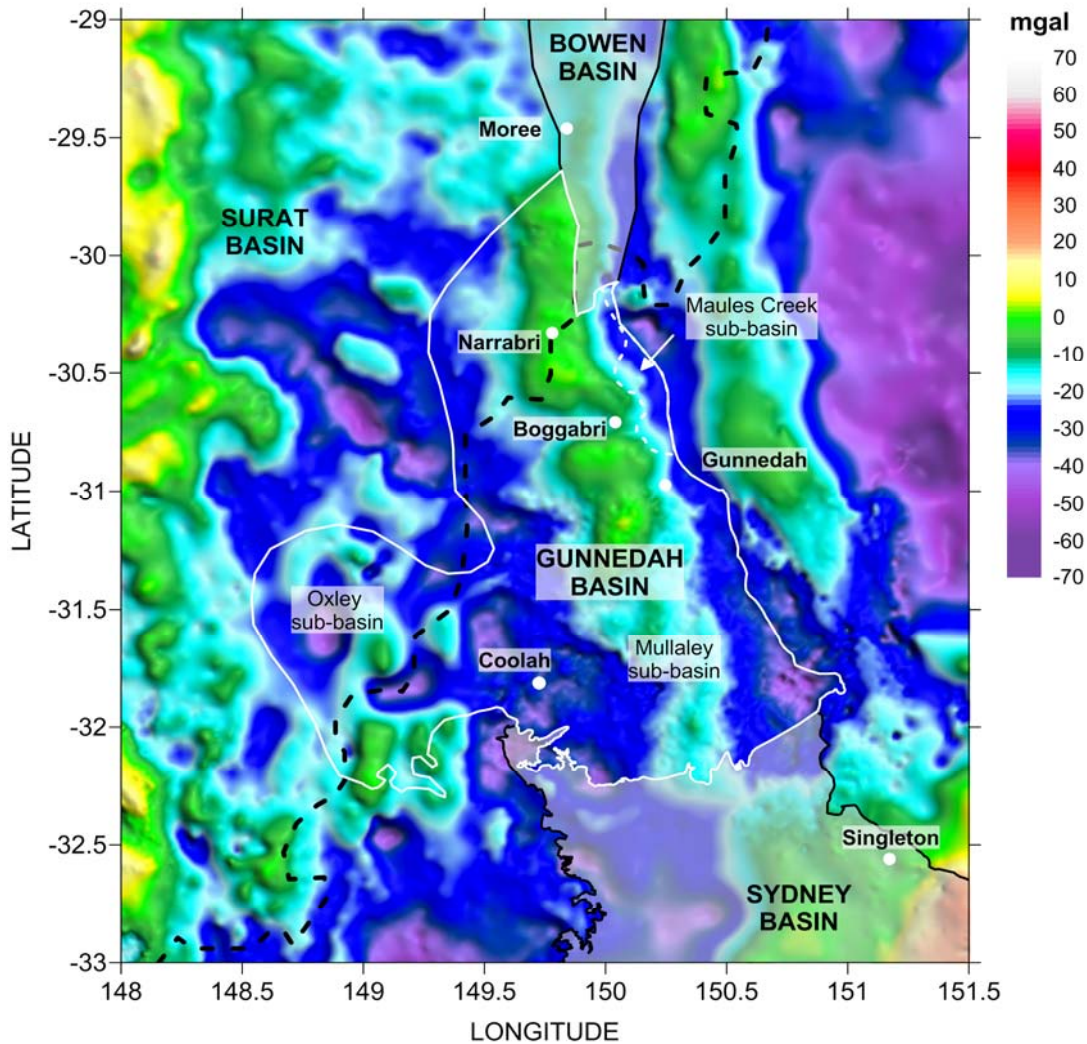 mgal
-29
-29.5
-30
-30.5
-31
-31.5
-32
-32.5
-33
LATITUDE
148
148.5
149
149.5
150
150.5
151
151.5
LONGITUDE
BOWEN
BASIN
Moree
SURAT
BASIN
Maules Creek
sub-basin
Narrabri
Boggabri
Gunnedah
GUNNEDAH
BASIN
Oxley
sub-basin
Mullaley
sub-basin
Coolah
Singleton
SYDNEY
BASIN
70
60
50
40
30
20
10
0
-10
-20
-30
-40
-50
-60
-70